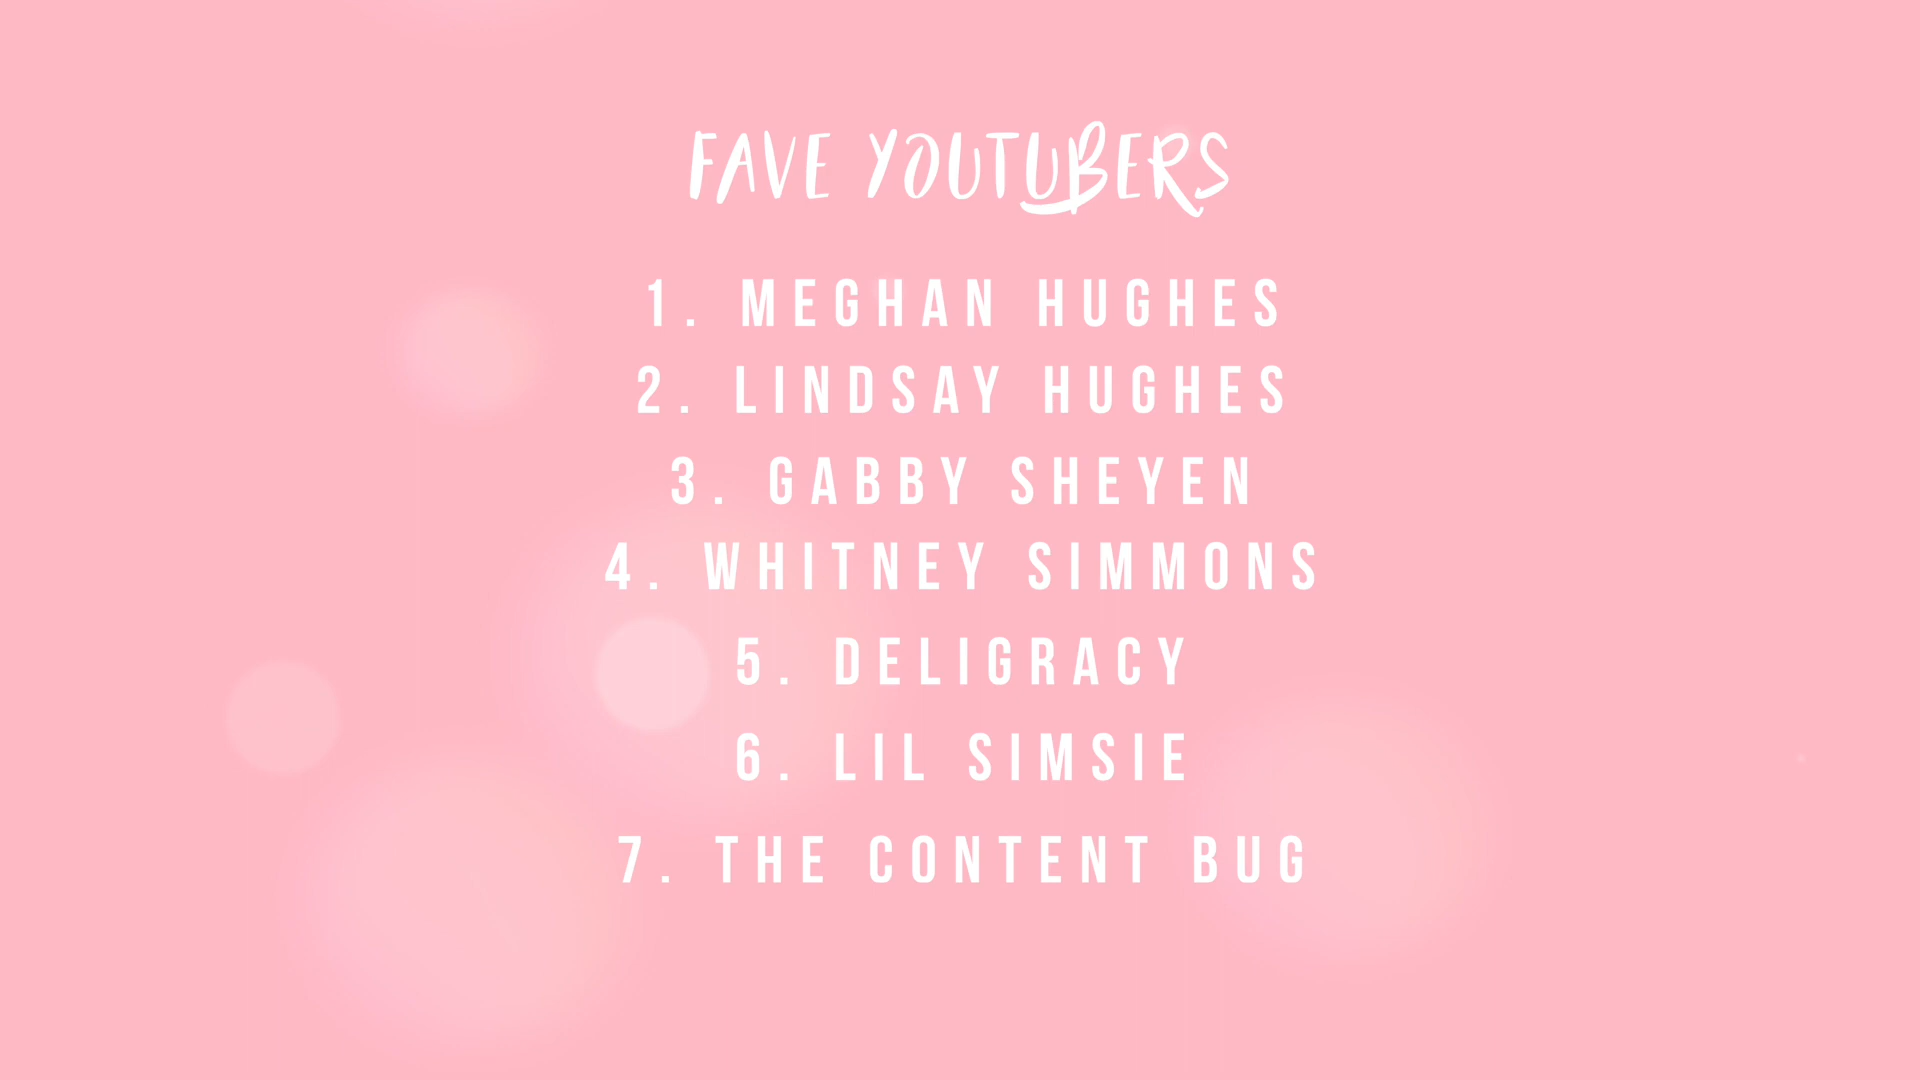 FAVE YOUTUBERS
1. MEGHAN HUGHES
2. LINDSAY HUGHES
3. GABBY SHEYEN
4. WHITNEY SIMMONS
5. DELIGRACY
6. LIL SIMSIE
7. THE CONTENT BUG